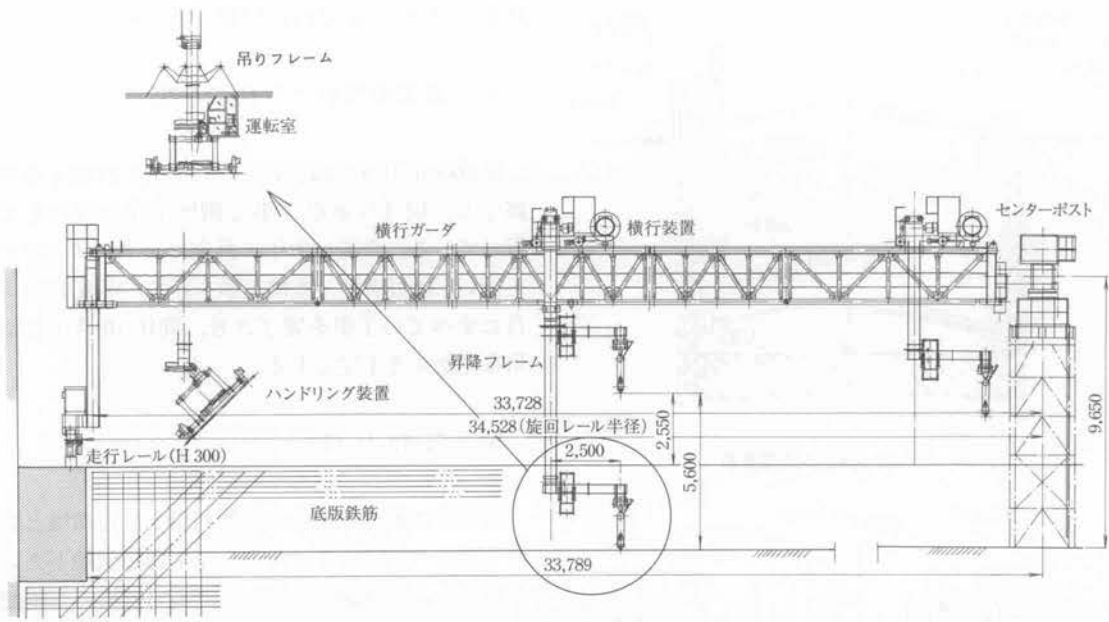 吊りフレーム
運転室
横行ガーダ
横行装置
センターポスト
昇降フレーム
ハンドリング装置
33,728
34,528(旋回レール半径)
2,550
9,650
走行レール(H 300)
2,500
5,600
底版鉄筋
33,789